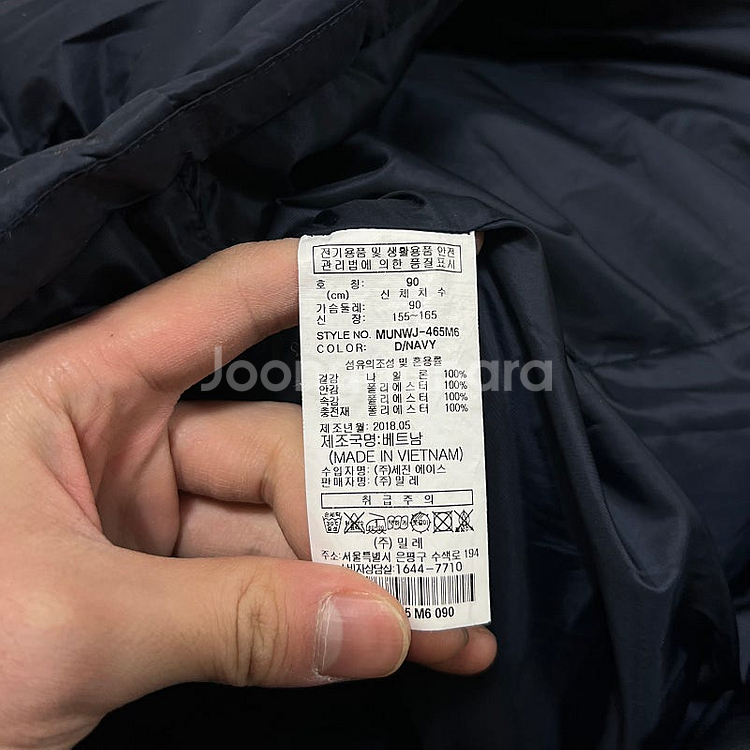 전기용품 및 생활용품 안전
관리법에 의한 품질표시
호 칭: 90
(cm) 신 체 치 수
가슴둘레: 90
신 장: 155~165
STYLE NO. MUNWJ-465M6
COLOR: D/NAVY
섬유의조성 및 혼용률
겉감 나 일 론 100%
안감 폴리에스터 100%
속감 폴리에스터 100%
충전재 폴리에스터 100%
제조년월: 2018.05
제조국명:베트남
(MADE IN VIETNAM)
수입자명: (주)세진 에이스
판매자명: (주)밀레
취 급 주 의
(주) 밀레
주소:서울특별시 은평구 수색로 194
비자상담실:1644-7710
5 M6 090